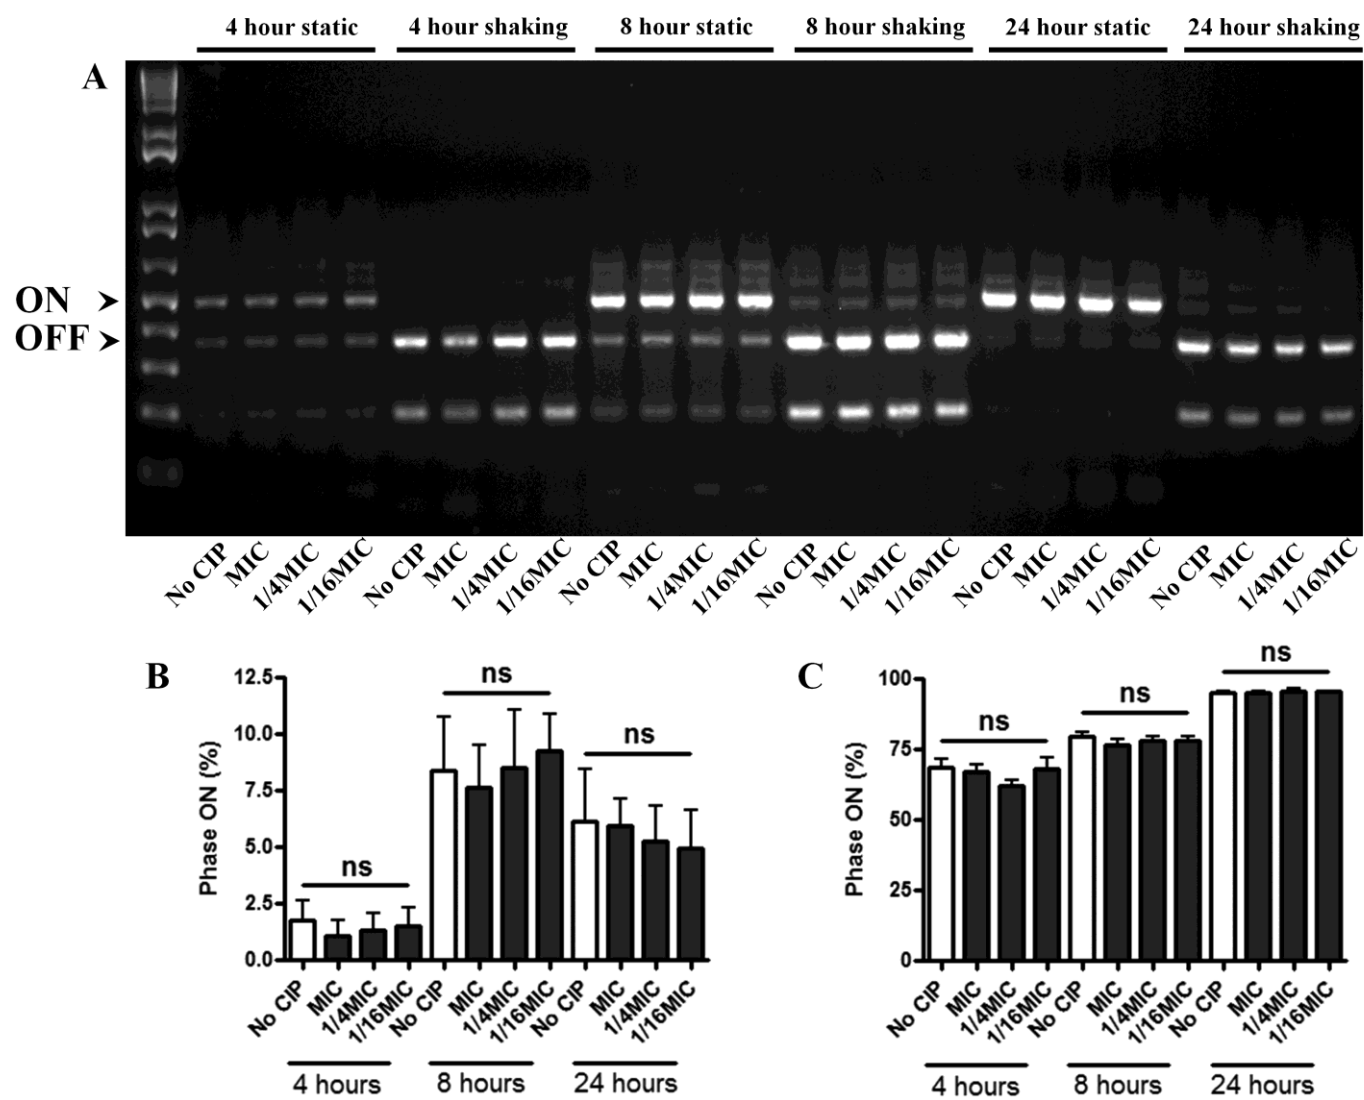 4 hour static 4 hour shaking 8 hour static 8 hour shaking 24 hour static 24 hour shaking
A
ON
OFF
No CIP MIC 1/4MIC 1/16MIC No CIP MIC 1/4MIC 1/16MIC No CIP MIC 1/4MIC 1/16MIC No CIP MIC 1/4MIC 1/16MIC No CIP MIC 1/4MIC 1/16MIC No CIP MIC 1/4MIC 1/16MIC
B
Phase ON (%)
12.5
10.0
7.5
5.0
2.5
0.0
ns
ns
ns
No CIP MIC 1/4MIC 1/16MIC No CIP MIC 1/4MIC 1/16MIC No CIP MIC 1/4MIC 1/16MIC
4 hours 8 hours 24 hours
C
Phase ON (%)
100
75
50
25
0
ns
ns
ns
No CIP MIC 1/4MIC 1/16MIC No CIP MIC 1/4MIC 1/16MIC No CIP MIC 1/4MIC 1/16MIC
4 hours 8 hours 24 hours